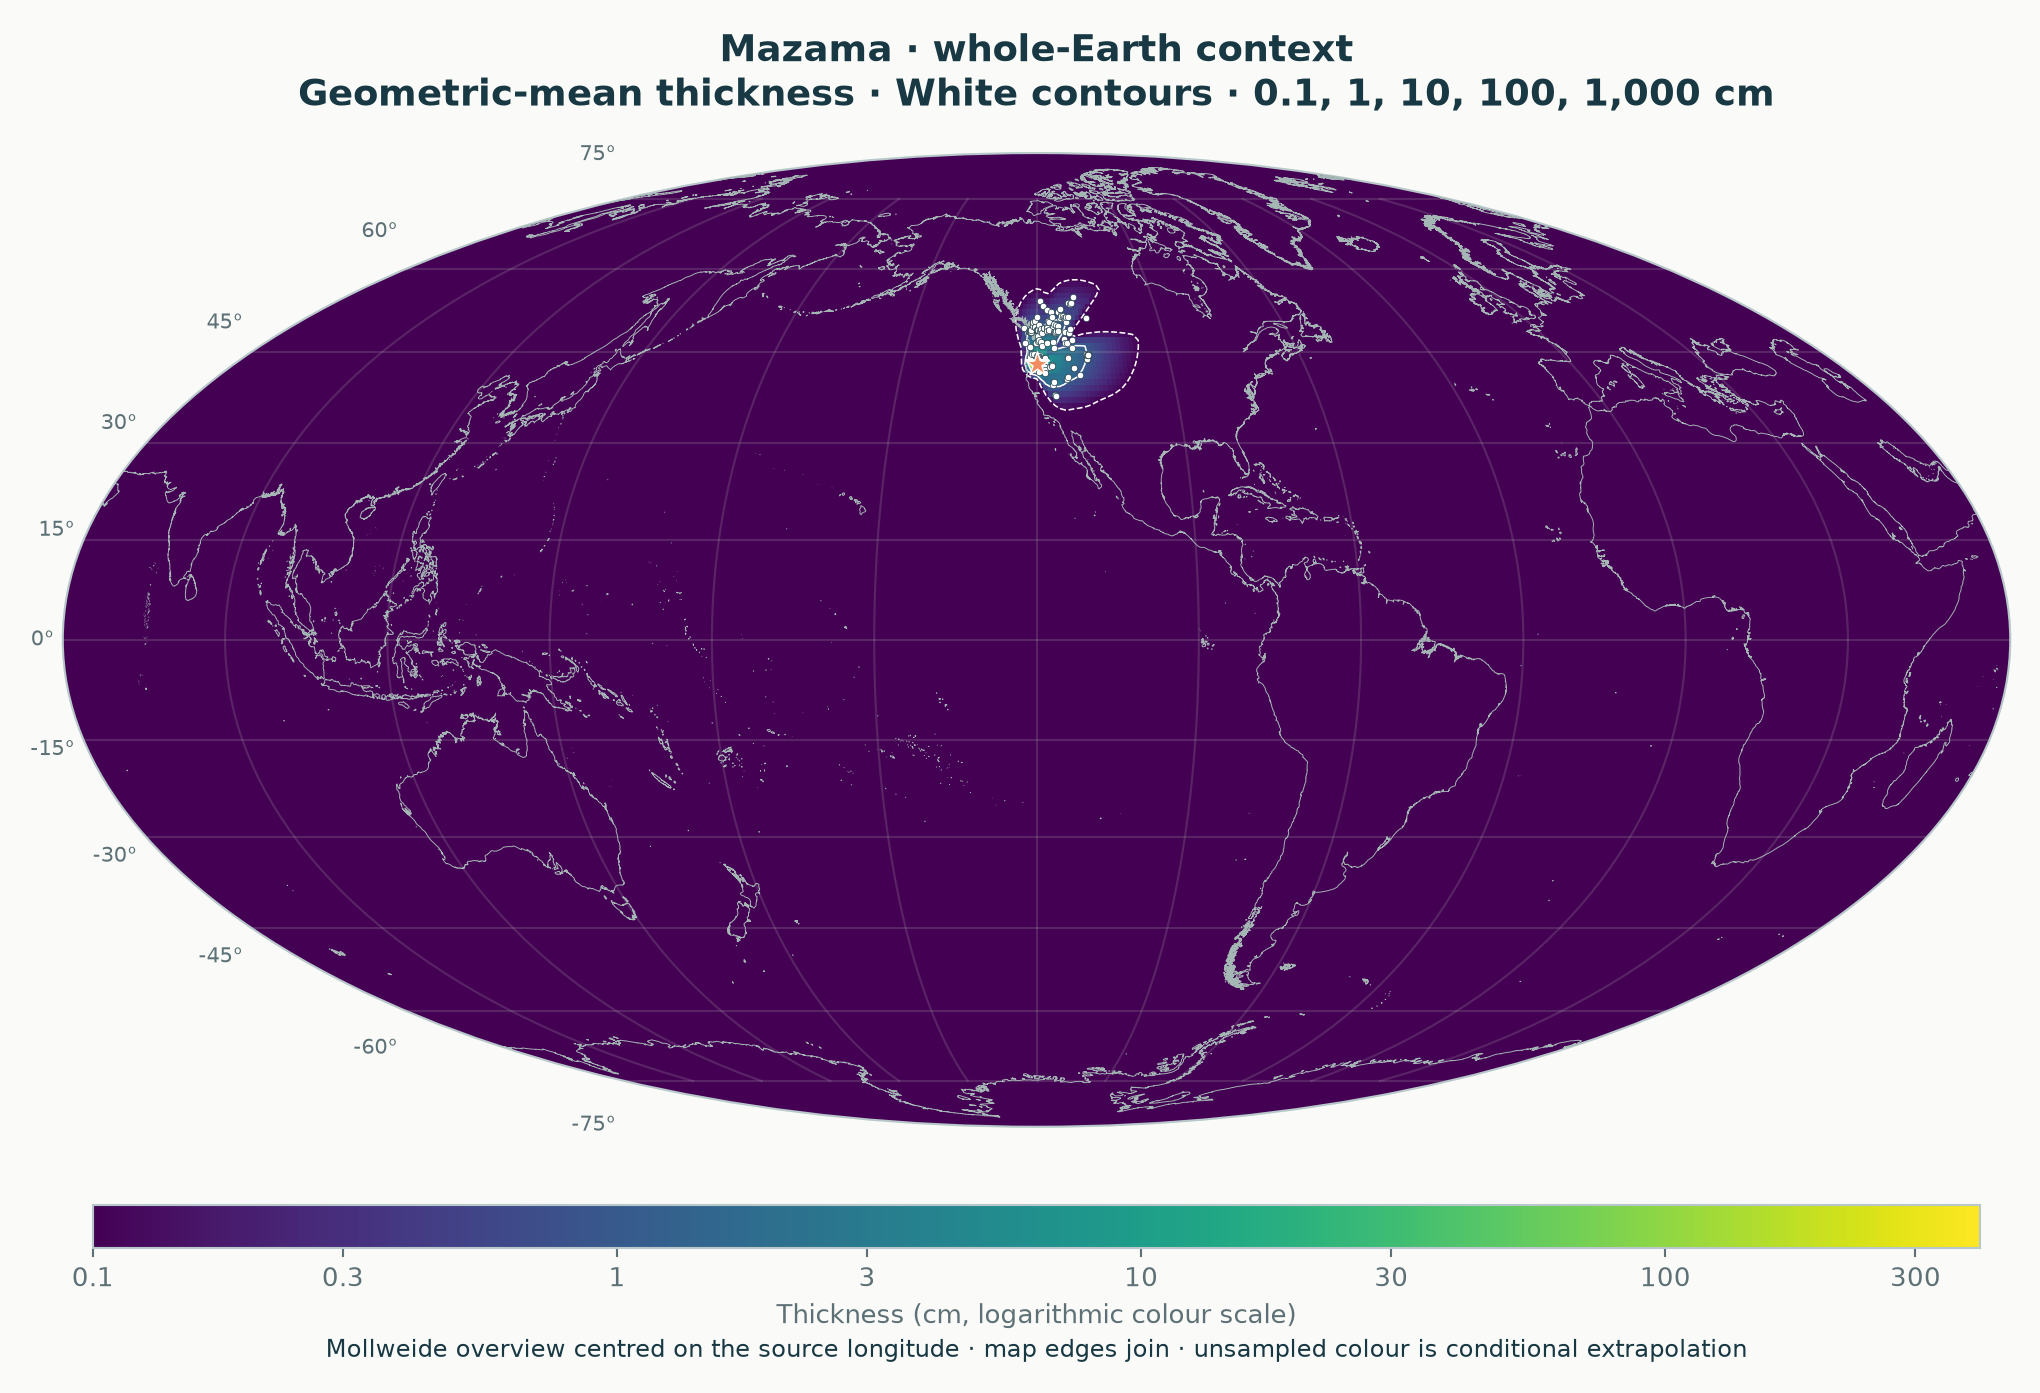 Mazama · whole-Earth context
Geometric-mean thickness · White contours · 0.1, 1, 10, 100, 1,000 cm
75°
60°
45°
30°
15°
0°
-15°
-30°
-45°
-60°
-75°
0.1 0.3 1 3 10 30 100 300
Thickness (cm, logarithmic colour scale)
Mollweide overview centred on the source longitude · map edges join · unsampled colour is conditional extrapolation